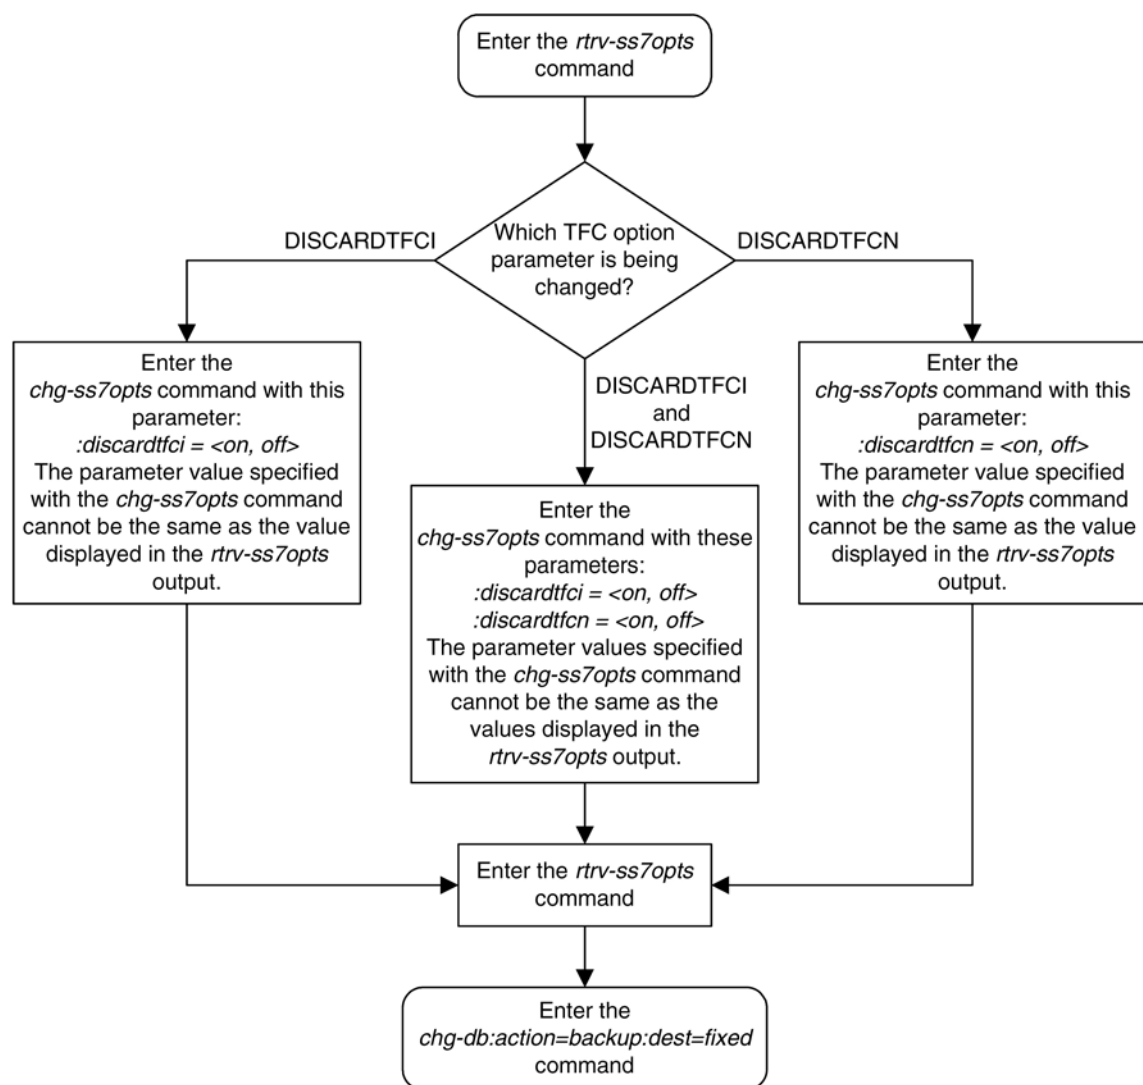 Enter the rtrv-ss7opts
command
Which TFC option
parameter is being
changed?
DISCARDTFCI
DISCARDTFCN
DISCARDTFCI
and
DISCARDTFCN
Enter the
chg-ss7opts command with this
parameter:
:discardtfci = <on, off>
The parameter value specified
with the chg-ss7opts command
cannot be the same as the value
displayed in the rtrv-ss7opts
output.
Enter the
chg-ss7opts command with these
parameters:
:discardtfci = <on, off>
:discardtfcn = <on, off>
The parameter values specified
with the chg-ss7opts command
cannot be the same as the
values displayed in the
rtrv-ss7opts output.
Enter the
chg-ss7opts command with this
parameter:
:discardtfcn = <on, off>
The parameter value specified
with the chg-ss7opts command
cannot be the same as the value
displayed in the rtrv-ss7opts
output.
Enter the rtrv-ss7opts
command
Enter the
chg-db:action=backup:dest=fixed
command